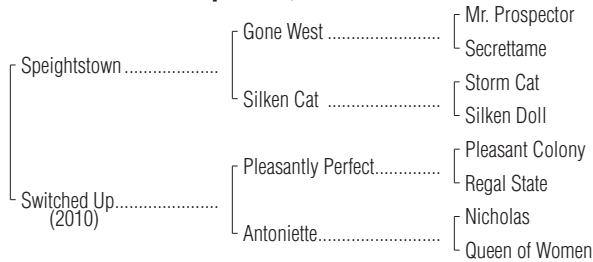 Mr. Prospector
Gone West .......................
Secrettame
Speightstown ....................
Storm Cat
Silken Cat ........................
Silken Doll
Pleasant Colony
Pleasantly Perfect..............
Regal State
Switched Up......................
(2010)
Nicholas
Antoniette..........................
Queen of Women